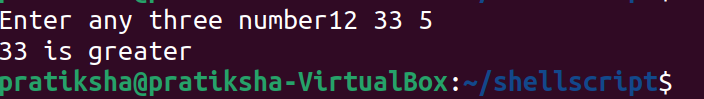 Enter any three number12 33 5
33 is greater
pratiksha@pratiksha-VirtualBox:~/shellscript$